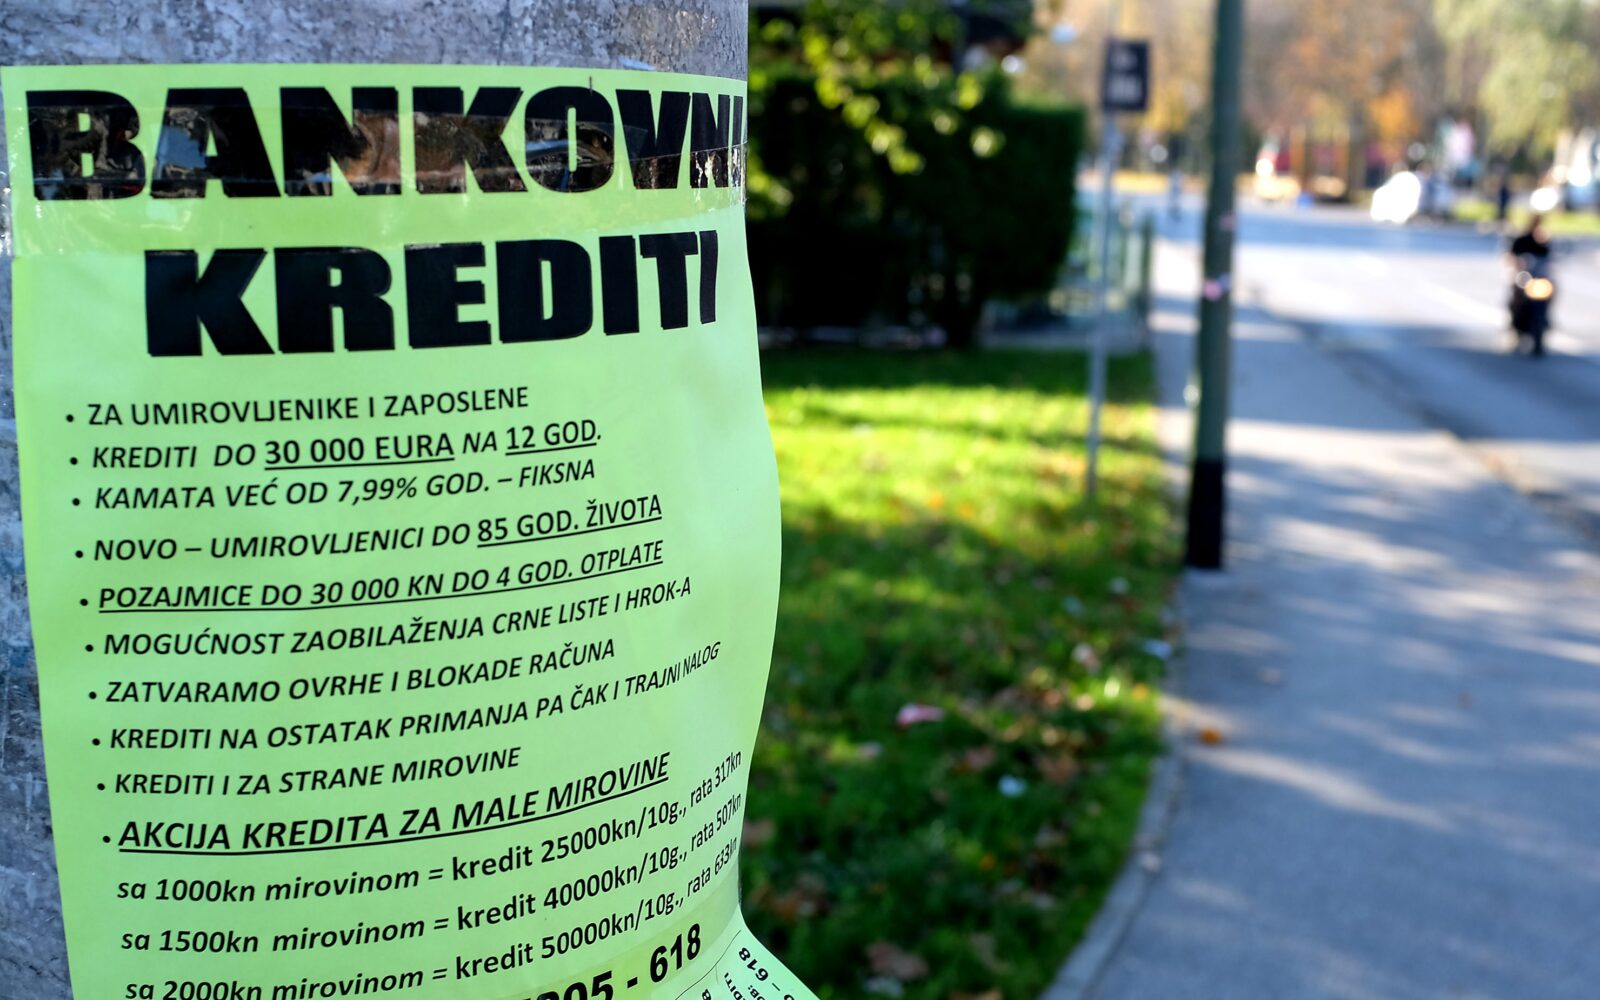 BANKOVNI
KREDITI
• ZA UMIROVLJENIKE I ZAPOSLENE
• KREDITI DO 30 000 EURA NA 12 GOD.
• KAMATA VEĆ OD 7,99% GOD. – FIKSNA
• NOVO – UMIROVLJENICI DO 85 GOD. ŽIVOTA
• POZAJMICE DO 30 000 KN DO 4 GOD. OTPLATE
• MOGUĆNOST ZAOBILAŽENJA CRNE LISTE I HROK-A
• ZATVARAMO OVRHE I BLOKADE RAČUNA
• KREDITI NA OSTATAK PRIMANJA PA ČAK I TRAJNI NALOG
• KREDITI I ZA STRANE MIROVINE
• AKCIJA KREDITA ZA MALE MIROVINE
sa 1000kn mirovinom = kredit 25000kn/10g., rata 317kn
sa 1500kn mirovinom = kredit 40000kn/10g., rata 507kn
sa 2000kn mirovinom = kredit 50000kn/10g., rata 633kn
095 - 618
618